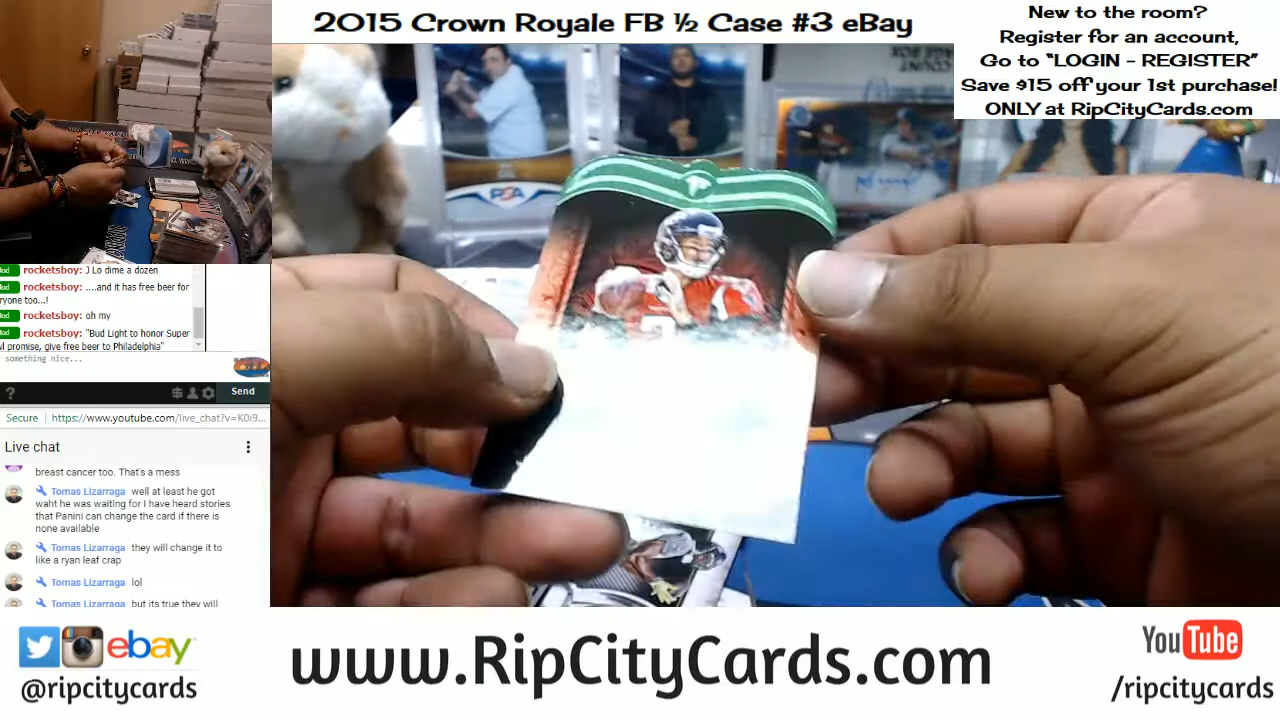 2015 Crown Royale FB ½ Case #3 eBay
New to the room?
Register for an account,
Go to "LOGIN - REGISTER"
Save $15 off your 1st purchase!
ONLY at RipCityCards.com
PSA
rocketsboy: J Lo dime a dozen
rocketsboy: ....and it has free beer for
ryone too...!
rocketsboy: oh my
rocketsboy: "Bud Light to honor Super
promise, give free beer to Philadelphia"
something nice...
? Send
Secure https://www.youtube.com/live_chat?v=K0i9...
Live chat
breast cancer too. That's a mess
Tomas Lizarraga well at least he got
waht he was waiting for I have heard stories
that Panini can change the card if there is
none available
Tomas Lizarraga they will change it to
like a ryan leaf crap
Tomas Lizarraga lol
Tomas Lizarraga but its true they will
ebay
@ripcitycards
www.RipCityCards.com
YouTube
/ripcitycards